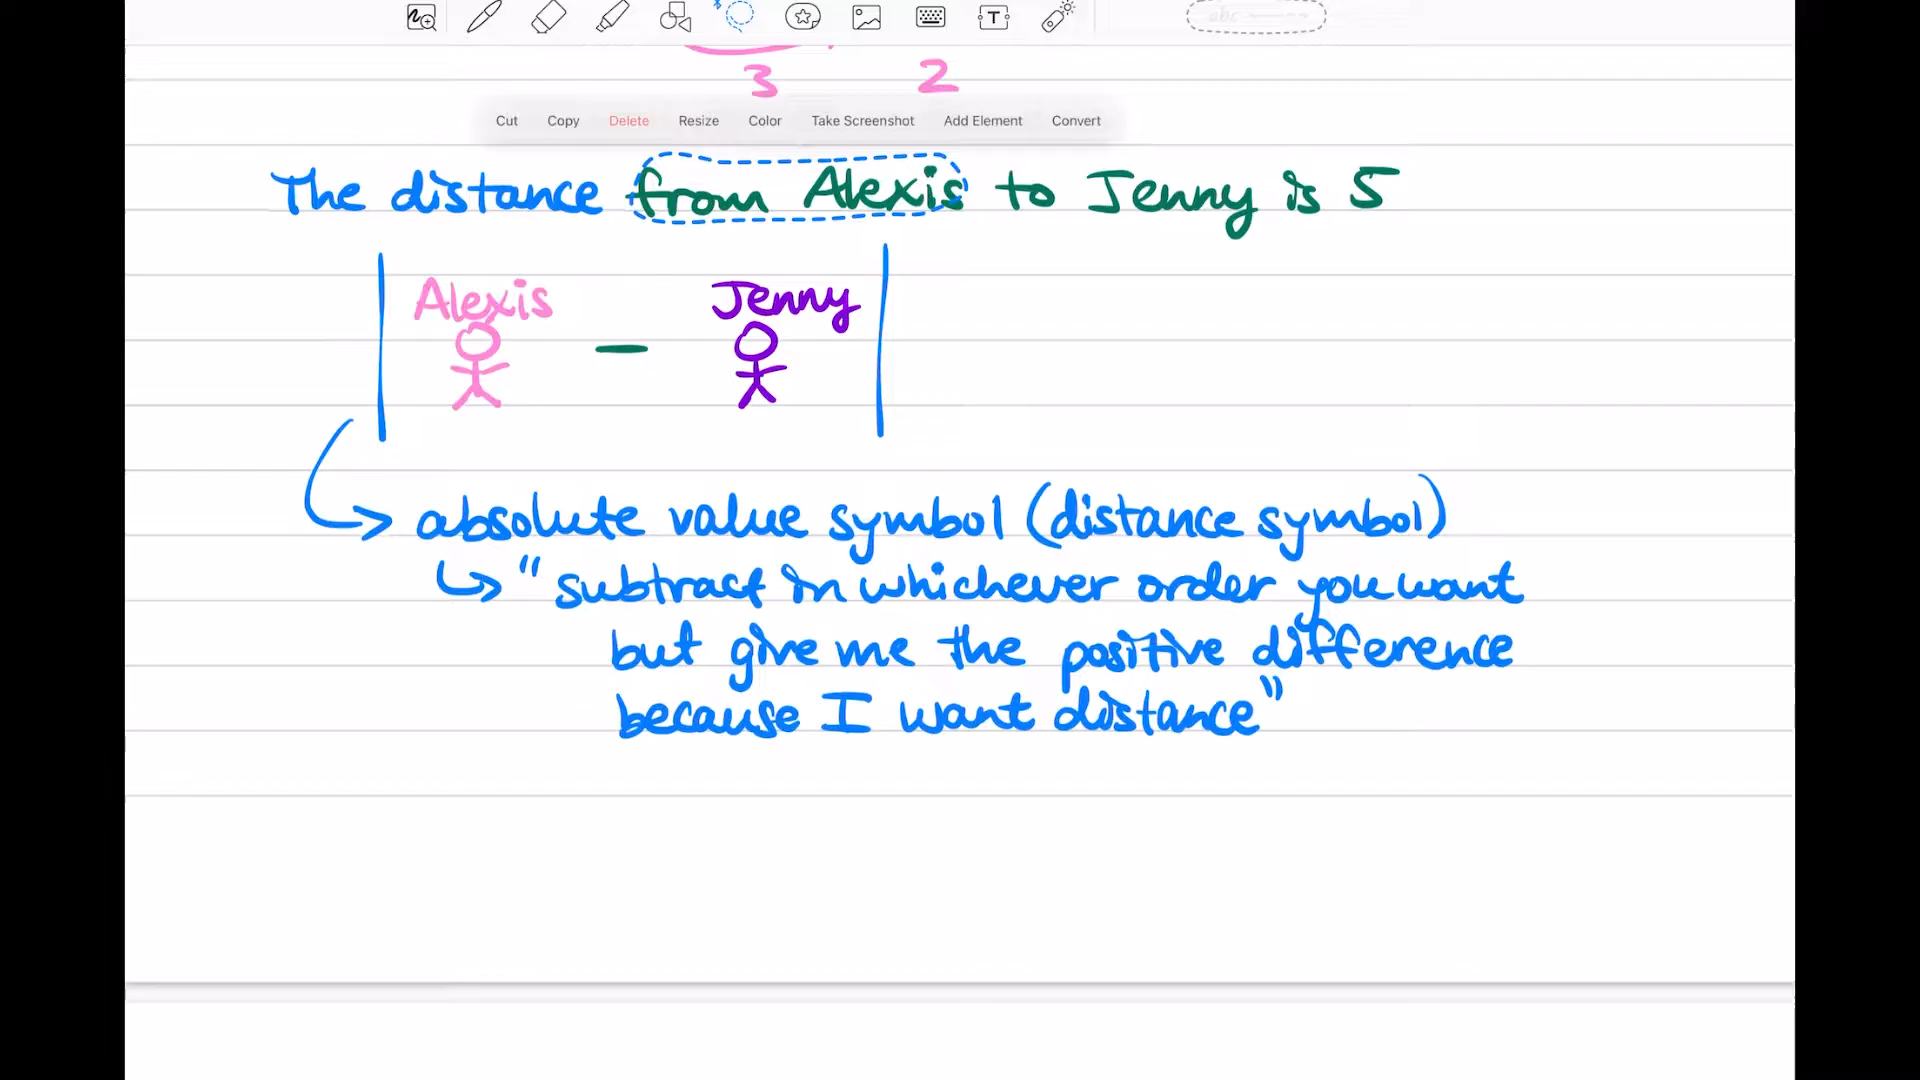 3 2
Cut Copy Delete Resize Color Take Screenshot Add Element Convert
The distance from Alexis to Jenny is 5
Alexis - Jenny
absolute value symbol (distance symbol)
"subtract in whichever order you want
but give me the positive difference
because I want distance"